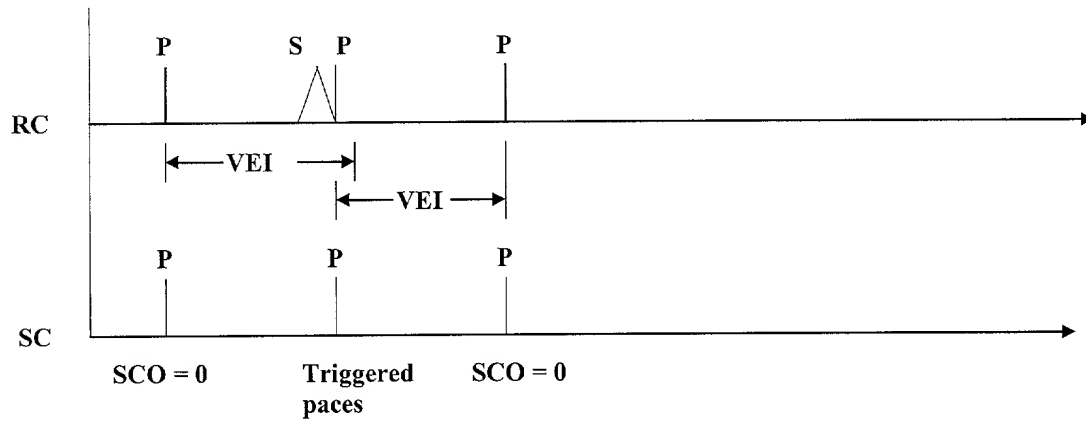 P S P P
RC
VEI
VEI
P P P
SC
SCO = 0 Triggered paces SCO = 0